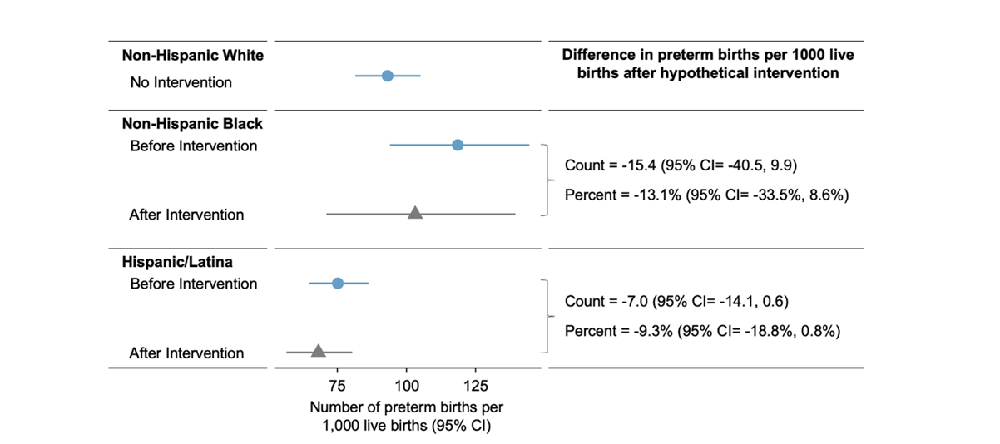 Non-Hispanic White
No Intervention
Difference in preterm births per 1000 live
births after hypothetical intervention
Non-Hispanic Black
Before Intervention
Count = -15.4 (95% CI= -40.5, 9.9)
Percent = -13.1% (95% CI= -33.5%, 8.6%)
After Intervention
Hispanic/Latina
Before Intervention
Count = -7.0 (95% CI= -14.1, 0.6)
Percent = -9.3% (95% CI= -18.8%, 0.8%)
After Intervention
75 100 125
Number of preterm births per
1,000 live births (95% CI)